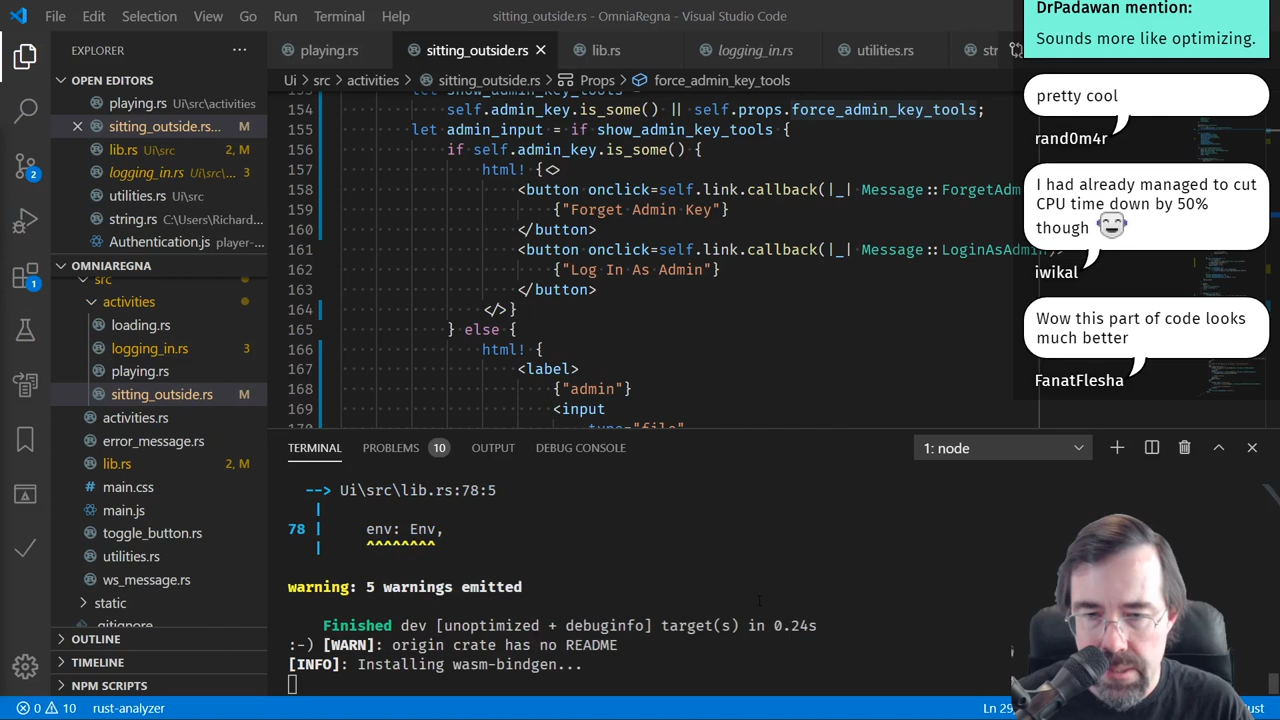 File Edit Selection View Go Run Terminal Help
sitting_outside.rs - OmniaRegna - Visual Studio Code
EXPLORER
OPEN EDITORS
playing.rs Ui\src\activities
sitting_outside.rs... M
lib.rs Ui\src 2, M
logging_in.rs Ui\src\... 3
utilities.rs Ui\src
string.rs C:\Users\Richard...
Authentication.js player-...
OMNIAREGNA
src
activities
loading.rs
logging_in.rs 3
playing.rs
sitting_outside.rs M
activities.rs
error_message.rs
lib.rs 2, M
main.css
main.js
toggle_button.rs
utilities.rs
ws_message.rs
static
.gitignore
OUTLINE
TIMELINE
NPM SCRIPTS
2
1
playing.rs sitting_outside.rs lib.rs logging_in.rs utilities.rs str
Ui > src > activities > sitting_outside.rs > Props > force_admin_key_tools
153 let show_admin_key_tools =
154 self.admin_key.is_some() || self.props.force_admin_key_tools;
155 let admin_input = if show_admin_key_tools {
156 if self.admin_key.is_some() {
157 html! {<>
158 <button onclick=self.link.callback(|_| Message::ForgetAdm
159 {"Forget Admin Key"}
160 </button>
161 <button onclick=self.link.callback(|_| Message::LoginAsAdmin)>
162 {"Log In As Admin"}
163 </button>
164 </>}
165 } else {
166 html! {
167 <label>
168 {"admin"}
169 <input
170 type="file"
TERMINAL PROBLEMS 10 OUTPUT DEBUG CONSOLE
1: node
--> Ui\src\lib.rs:78:5
|
78 | env: Env,
| ^^^^^^^^
warning: 5 warnings emitted
Finished dev [unoptimized + debuginfo] target(s) in 0.24s
:-) [WARN]: origin crate has no README
[INFO]: Installing wasm-bindgen...
0 10 rust-analyzer
Ln 29,
DrPadawan mention:
Sounds more like optimizing.
pretty cool
rand0m4r
I had already managed to cut
CPU time down by 50%
though
iwikal
Wow this part of code looks
much better
FanatFlesha